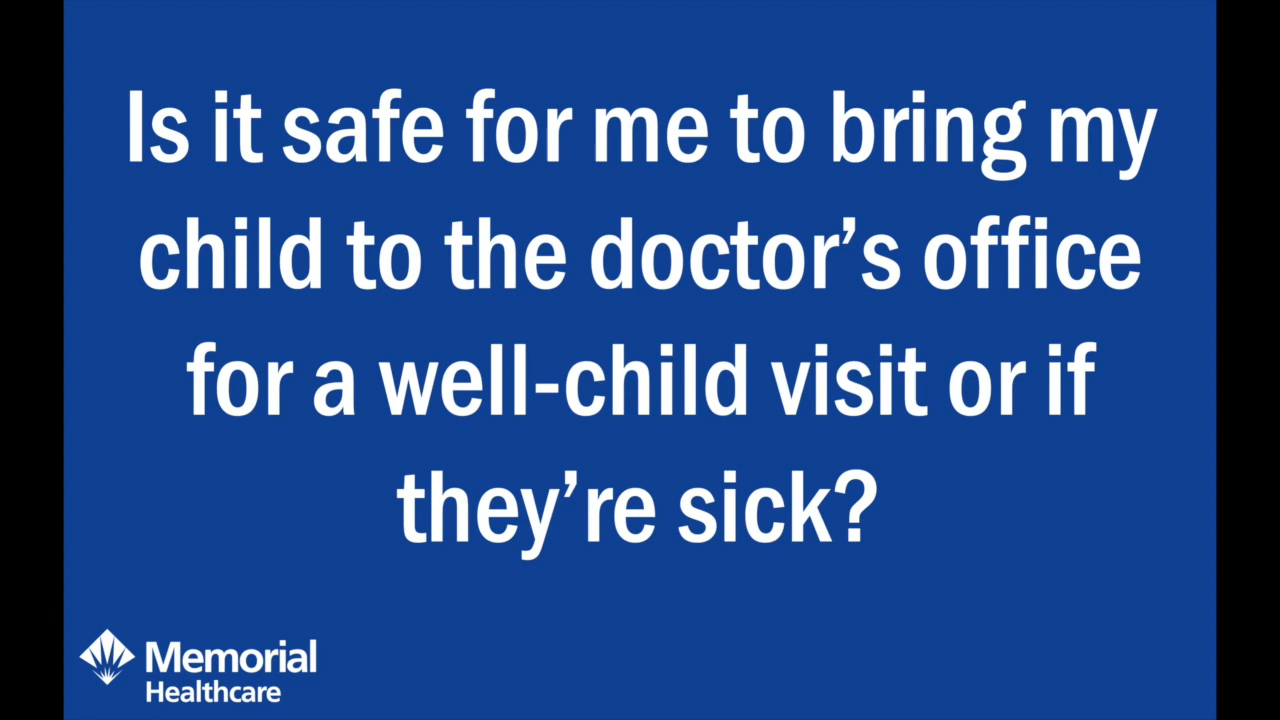 Is it safe for me to bring my
child to the doctor’s office
for a well-child visit or if
they’re sick?
Memorial
Healthcare